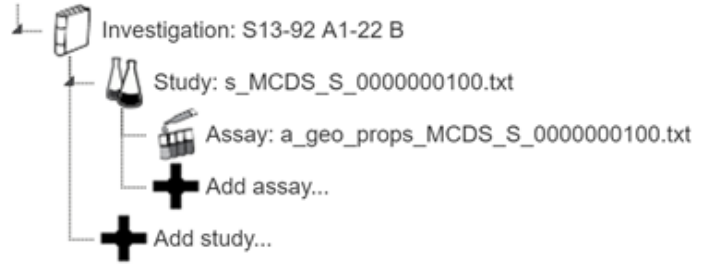 Investigation: S13-92 A1-22 B
Study: s_MCDS_S_0000000100.txt
Assay: a_geo_props_MCDS_S_0000000100.txt
Add assay...
Add study...